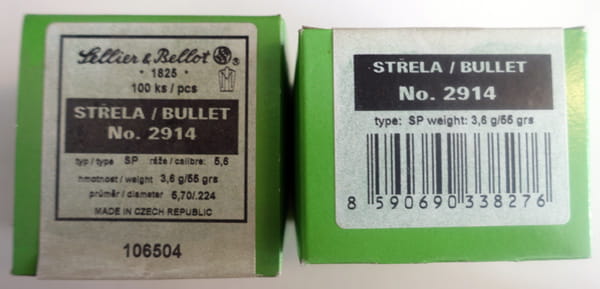 Sellier & Bellot ®
* 1825 *
100 ks / pcs
STŘELA / BULLET
No. 2914
typ / type SP ráže / calibre: 5,6
hmotnost / weight 3,6 g/55 grs
průměr / diameter 5,70/.224
MADE IN CZECH REPUBLIC
106504
STŘELA / BULLET
No. 2914
type: SP weight: 3,6 g/55 grs
8 590690 338276